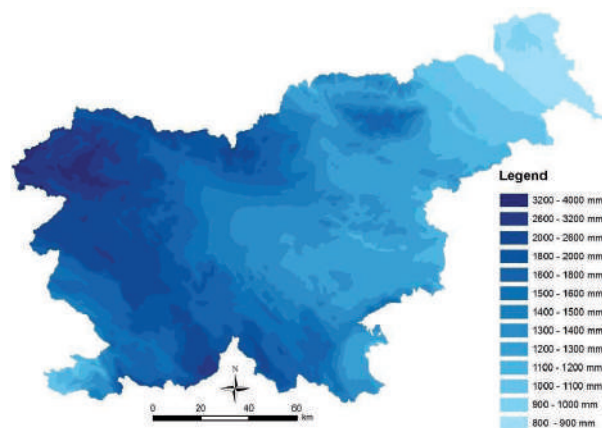 Legend
3200 - 4000 mm
2600 - 3200 mm
2000 - 2600 mm
1800 - 2000 mm
1600 - 1800 mm
1500 - 1600 mm
1400 - 1500 mm
1300 - 1400 mm
1200 - 1300 mm
1100 - 1200 mm
1000 - 1100 mm
900 - 1000 mm
800 - 900 mm
N
0 20 40 60
km